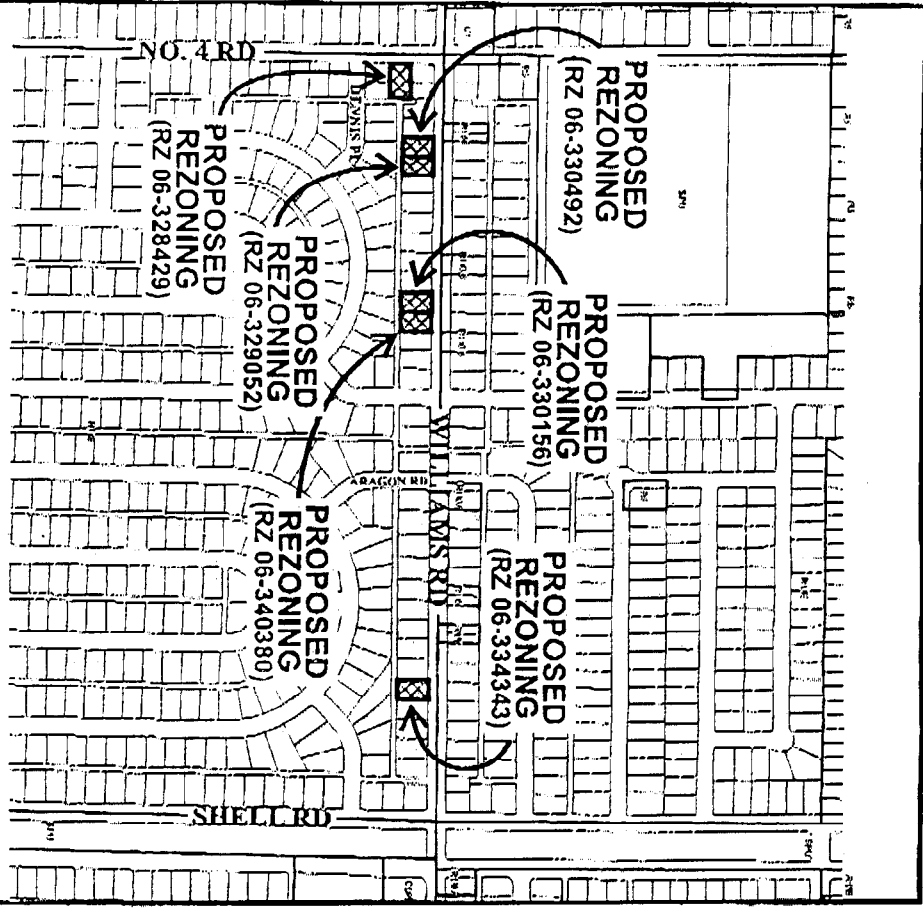 NO. 4 RD
DENNIS PL
PROPOSED
REZONING
(RZ 06-330492)
PROPOSED
REZONING
(RZ 06-328429)
PROPOSED
REZONING
(RZ 06-329052)
PROPOSED
REZONING
(RZ 06-330156)
WILLIAMS RD
ARAGON RD
PROPOSED
REZONING
(RZ 06-340380)
PROPOSED
REZONING
(RZ 06-334343)
SHELL RD